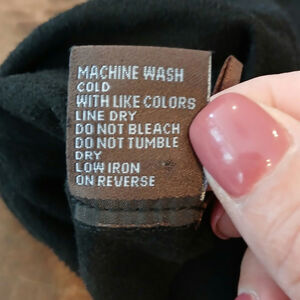 MACHINE WASH
COLD
WITH LIKE COLORS
LINE DRY
DO NOT BLEACH
DO NOT TUMBLE
DRY
LOW IRON
ON REVERSE